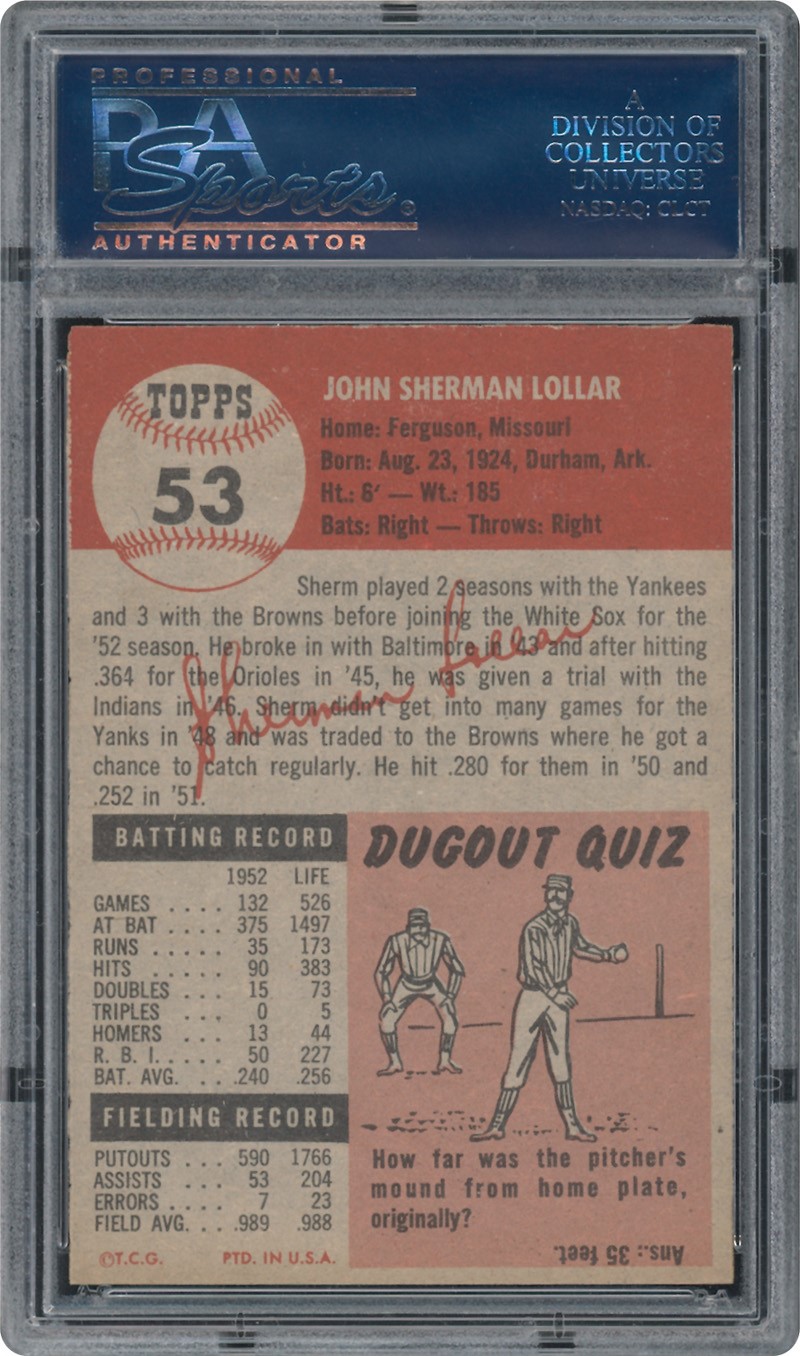 PROFESSIONAL
PSA
Sports®
AUTHENTICATOR
A
DIVISION OF
COLLECTORS
UNIVERSE
NASDAQ: CLCT
TOPPS
53
JOHN SHERMAN LOLLAR
Home: Ferguson, Missouri
Born: Aug. 23, 1924, Durham, Ark.
Ht.: 6' — Wt.: 185
Bats: Right — Throws: Right
Sherm played 2 seasons with the Yankees
and 3 with the Browns before joining the White Sox for the
'52 season. He broke in with Baltimore in '43 and after hitting
.364 for the Orioles in '45, he was given a trial with the
Indians in '46. Sherm didn't get into many games for the
Yanks in '48 and was traded to the Browns where he got a
chance to catch regularly. He hit .280 for them in '50 and
.252 in '51.
Sherman Lollar
BATTING RECORD
1952 LIFE
GAMES .... 132 526
AT BAT .... 375 1497
RUNS ..... 35 173
HITS ..... 90 383
DOUBLES ... 15 73
TRIPLES ... 0 5
HOMERS ... 13 44
R. B. I. .... 50 227
BAT. AVG. ... .240 .256
FIELDING RECORD
PUTOUTS ... 590 1766
ASSISTS ... 53 204
ERRORS .... 7 23
FIELD AVG. ... .989 .988
©T.C.G. PTD. IN U.S.A.
DUGOUT QUIZ
How far was the pitcher's
mound from home plate,
originally?
Ans.: 35 feet.